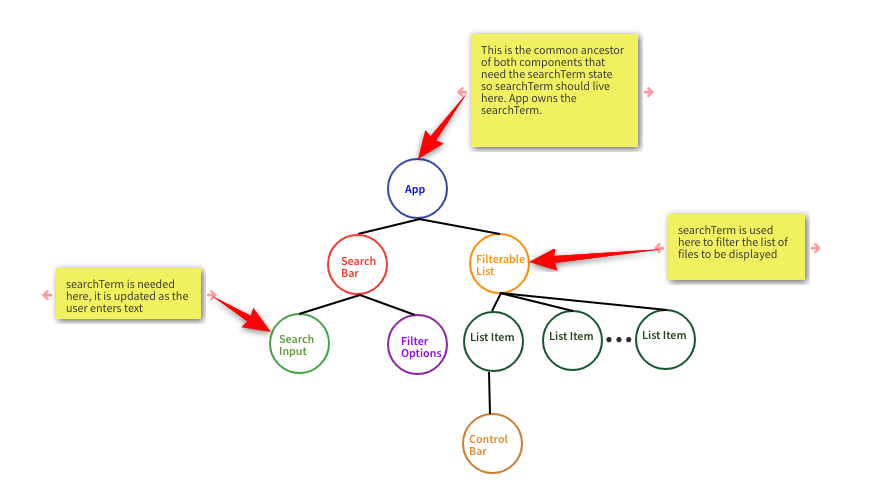 This is the common ancestor
of both components that
need the searchTerm state
so searchTerm should live
here. App owns the
searchTerm.
App
searchTerm is used
here to filter the list of
files to be displayed
Search
Bar
Filterable
List
searchTerm is needed
here, it is updated as the
user enters text
Search
Input
Filter
Options
List Item
List Item
List Item
Control
Bar